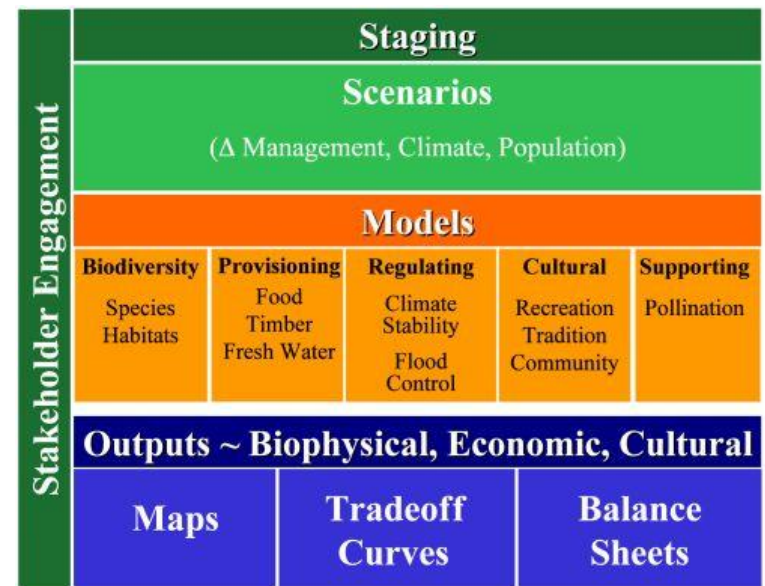 Stakeholder Engagement
Staging
Scenarios
(Δ Management, Climate, Population)
Models
Biodiversity
Species
Habitats
Provisioning
Food
Timber
Fresh Water
Regulating
Climate
Stability
Flood
Control
Cultural
Recreation
Tradition
Community
Supporting
Pollination
Outputs ~ Biophysical, Economic, Cultural
Maps
Tradeoff
Curves
Balance
Sheets